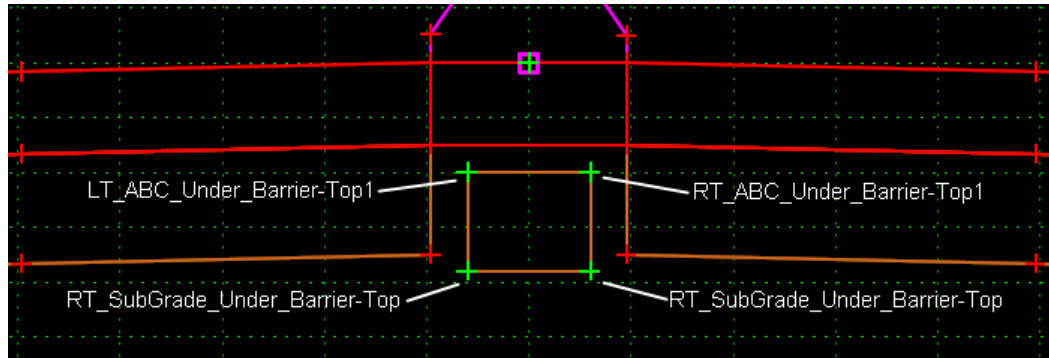 LT_ABC_Under_Barrier-Top1
RT_ABC_Under_Barrier-Top1
RT_SubGrade_Under_Barrier-Top
RT_SubGrade_Under_Barrier-Top